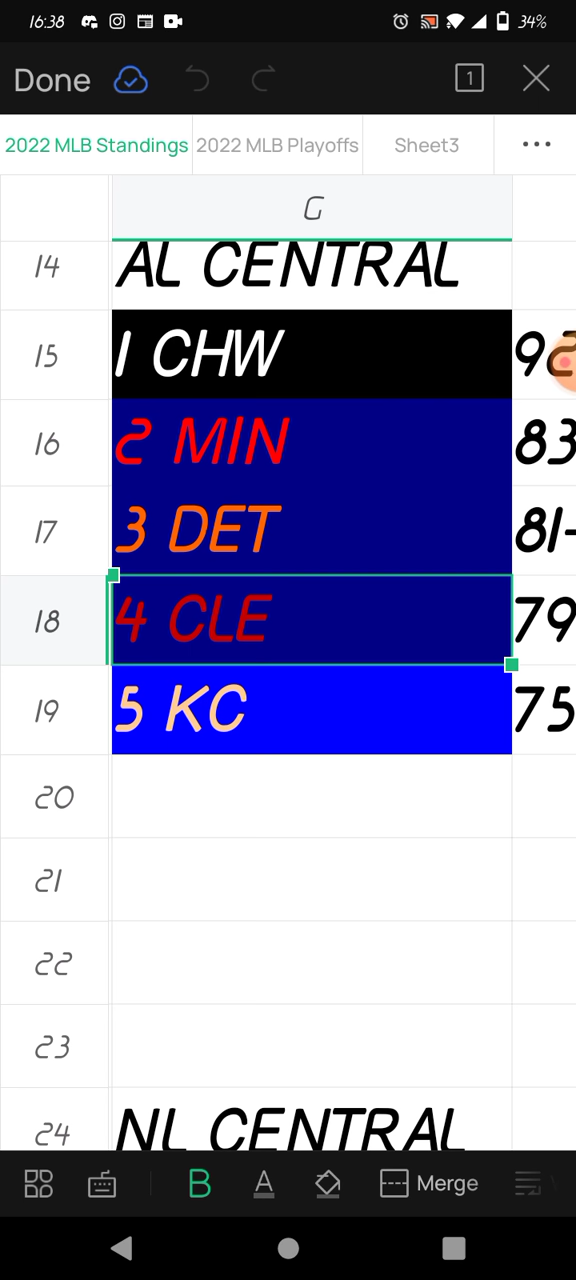 16:38 34%
Done 1
2022 MLB Standings 2022 MLB Playoffs Sheet3
G
14 AL CENTRAL
15 1 CHW
16 2 MIN 83
17 3 DET 81-
18 4 CLE 79
19 5 KC 75
20
21
22
23
24 NL CENTRAL
B A Merge